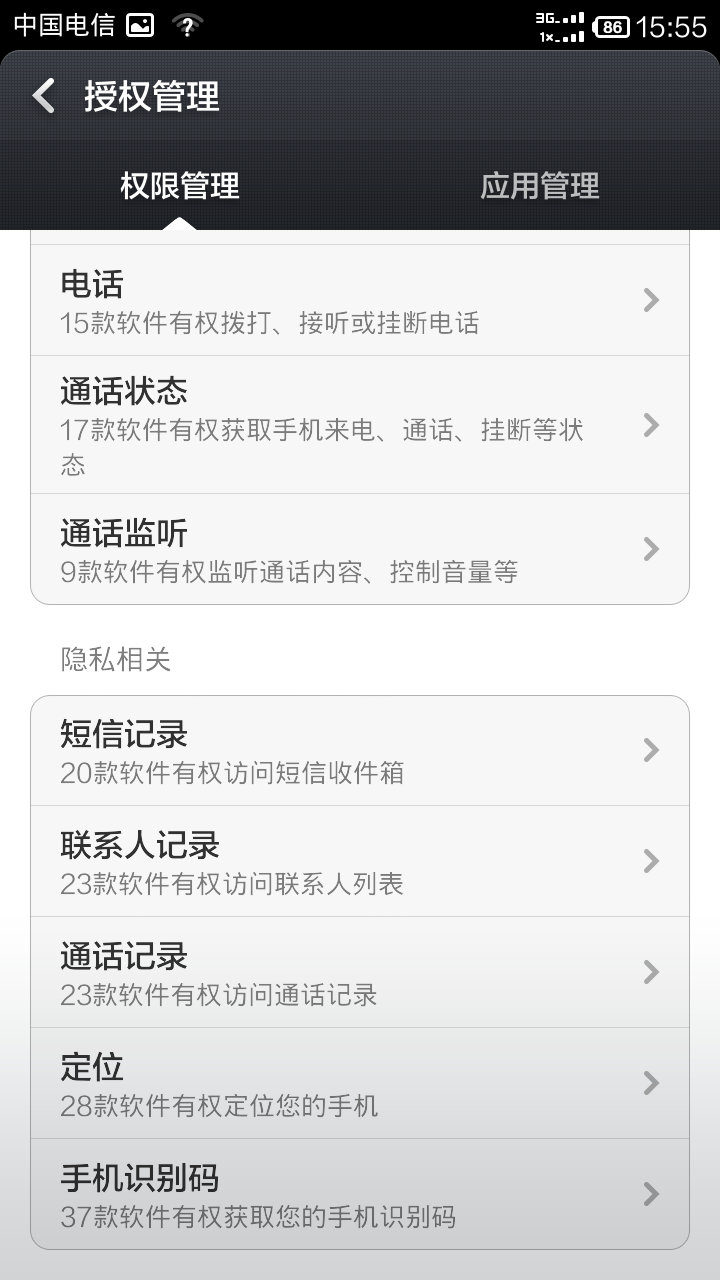 中国电信 3G 1x 86 15:55
授权管理
权限管理 应用管理
电话
15款软件有权拨打、接听或挂断电话
通话状态
17款软件有权获取手机来电、通话、挂断等状
态
通话监听
9款软件有权监听通话内容、控制音量等
隐私相关
短信记录
20款软件有权访问短信收件箱
联系人记录
23款软件有权访问联系人列表
通话记录
23款软件有权访问通话记录
定位
28款软件有权定位您的手机
手机识别码
37款软件有权获取您的手机识别码